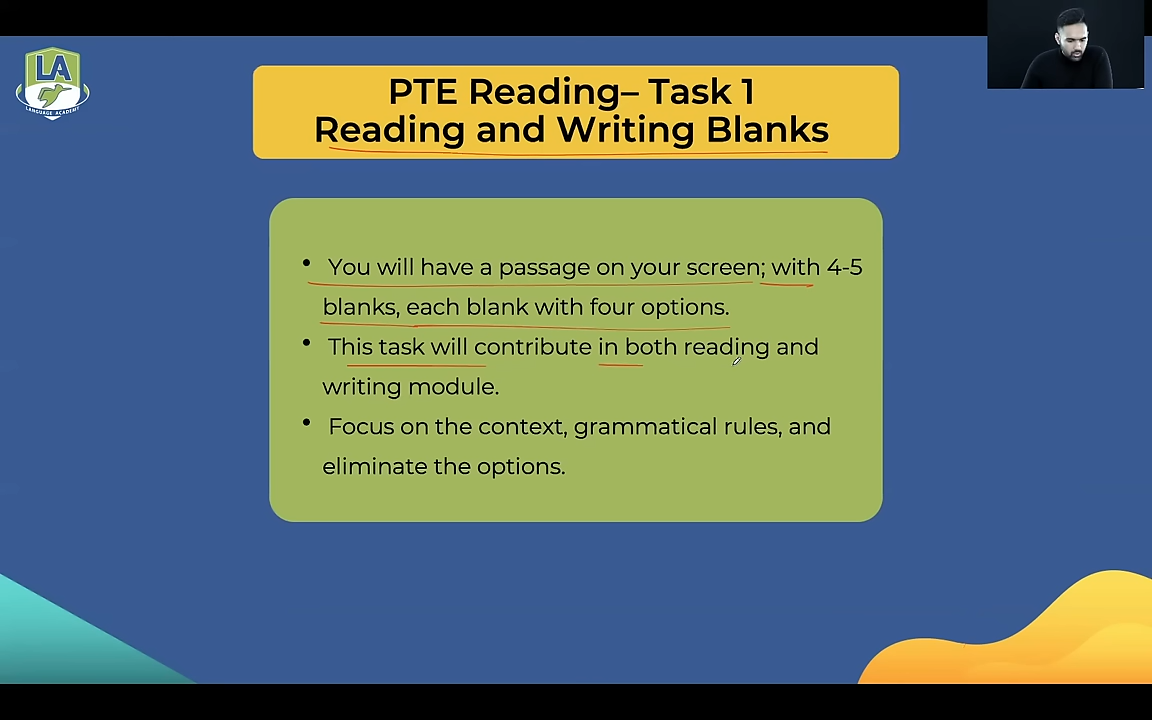 LA
LANGUAGE ACADEMY
PTE Reading– Task 1
Reading and Writing Blanks
• You will have a passage on your screen; with 4-5
blanks, each blank with four options.
• This task will contribute in both reading and
writing module.
• Focus on the context, grammatical rules, and
eliminate the options.